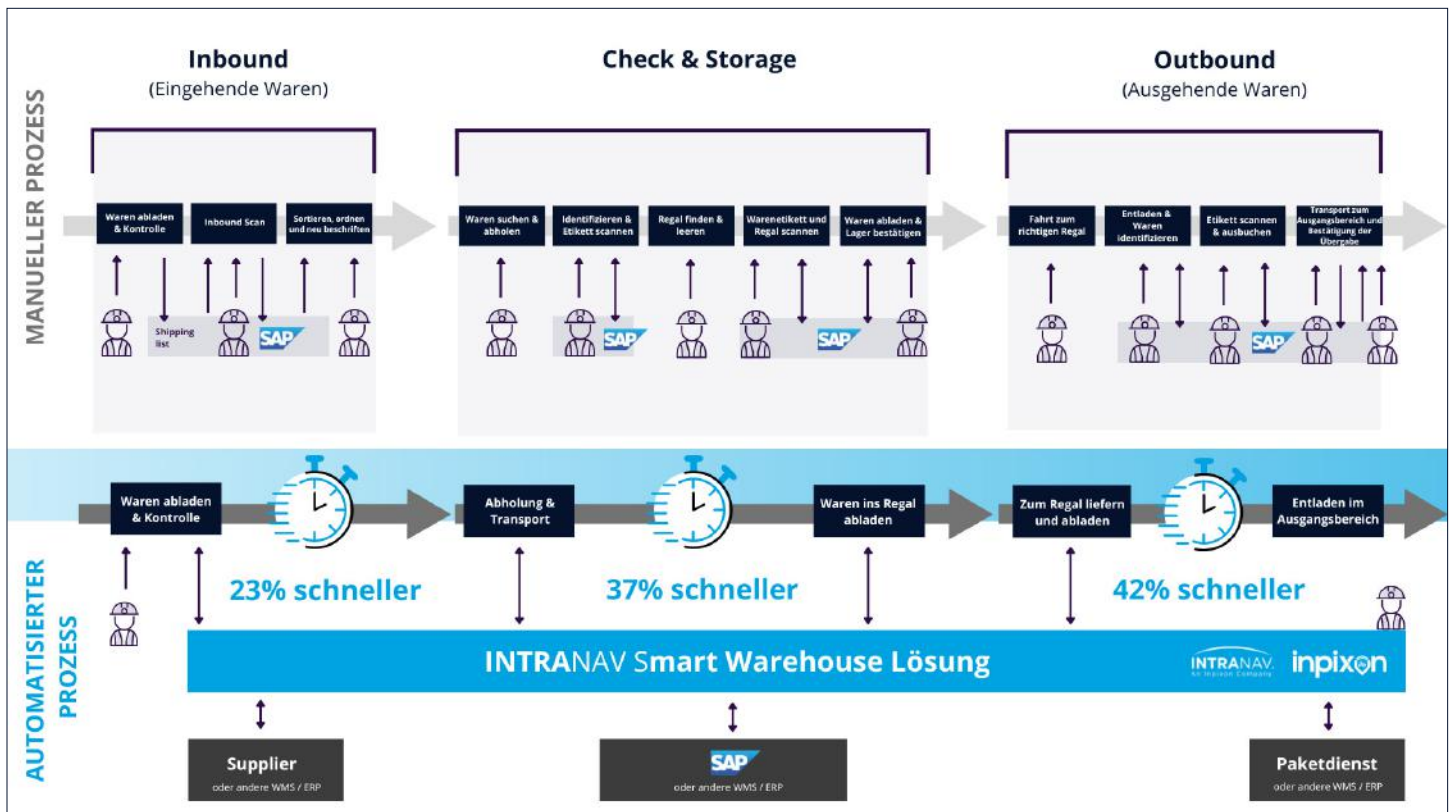 Inbound
(Eingehende Waren)
Check & Storage
Outbound
(Ausgehende Waren)
MANUELLER PROZESS
Waren abladen
& Kontrolle
Inbound Scan
Sortieren, ordnen
und neu beschriften
Waren suchen &
abholen
Identifizieren &
Etikett scannen
Regal finden &
leeren
Warenetikett und
Regal scannen
Waren abladen &
Lager bestätigen
Fahrt zum
richtigen Regal
Entladen &
Waren
identifizieren
Etikett scannen
& ausbuchen
Transport zum
Ausgangsbereich und
Bestätigung der
Übergabe
Shipping
list
SAP
SAP
SAP
SAP
AUTOMATISIERTER
PROZESS
Waren abladen
& Kontrolle
Abholung &
Transport
Waren ins Regal
abladen
Zum Regal liefern
und abladen
Entladen im
Ausgangsbereich
23% schneller
37% schneller
42% schneller
INTRANAV Smart Warehouse Lösung
INTRANAV.
An Inpixon Company
inpixon
Supplier
oder andere WMS / ERP
SAP
oder andere WMS / ERP
Paketdienst
oder andere WMS / ERP